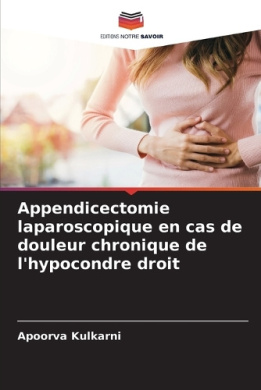 EDITIONS NOTRE SAVOIR
Appendicectomie
laparoscopique en cas de
douleur chronique de
l'hypocondre droit
Apoorva Kulkarni